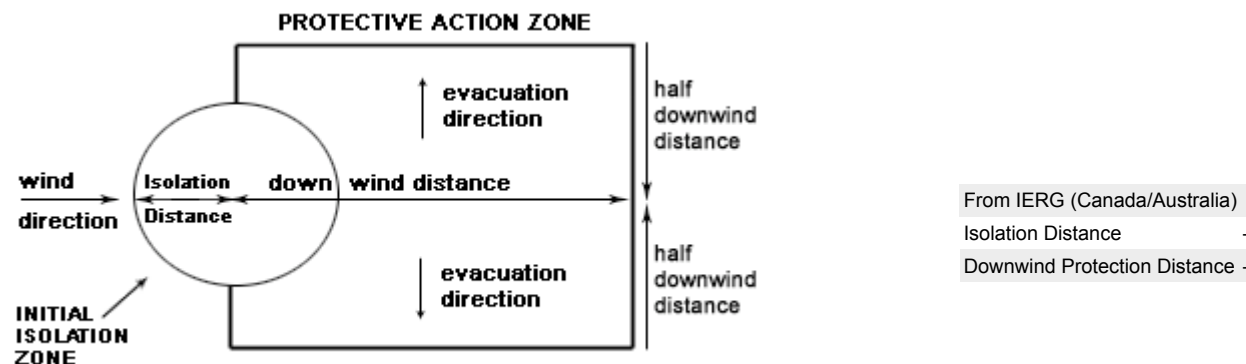 PROTECTIVE ACTION ZONE
evacuation
direction
half
downwind
distance
wind
direction
Isolation
Distance
down wind distance
evacuation
direction
half
downwind
distance
INITIAL
ISOLATION
ZONE
From IERG (Canada/Australia)
Isolation Distance -
Downwind Protection Distance -